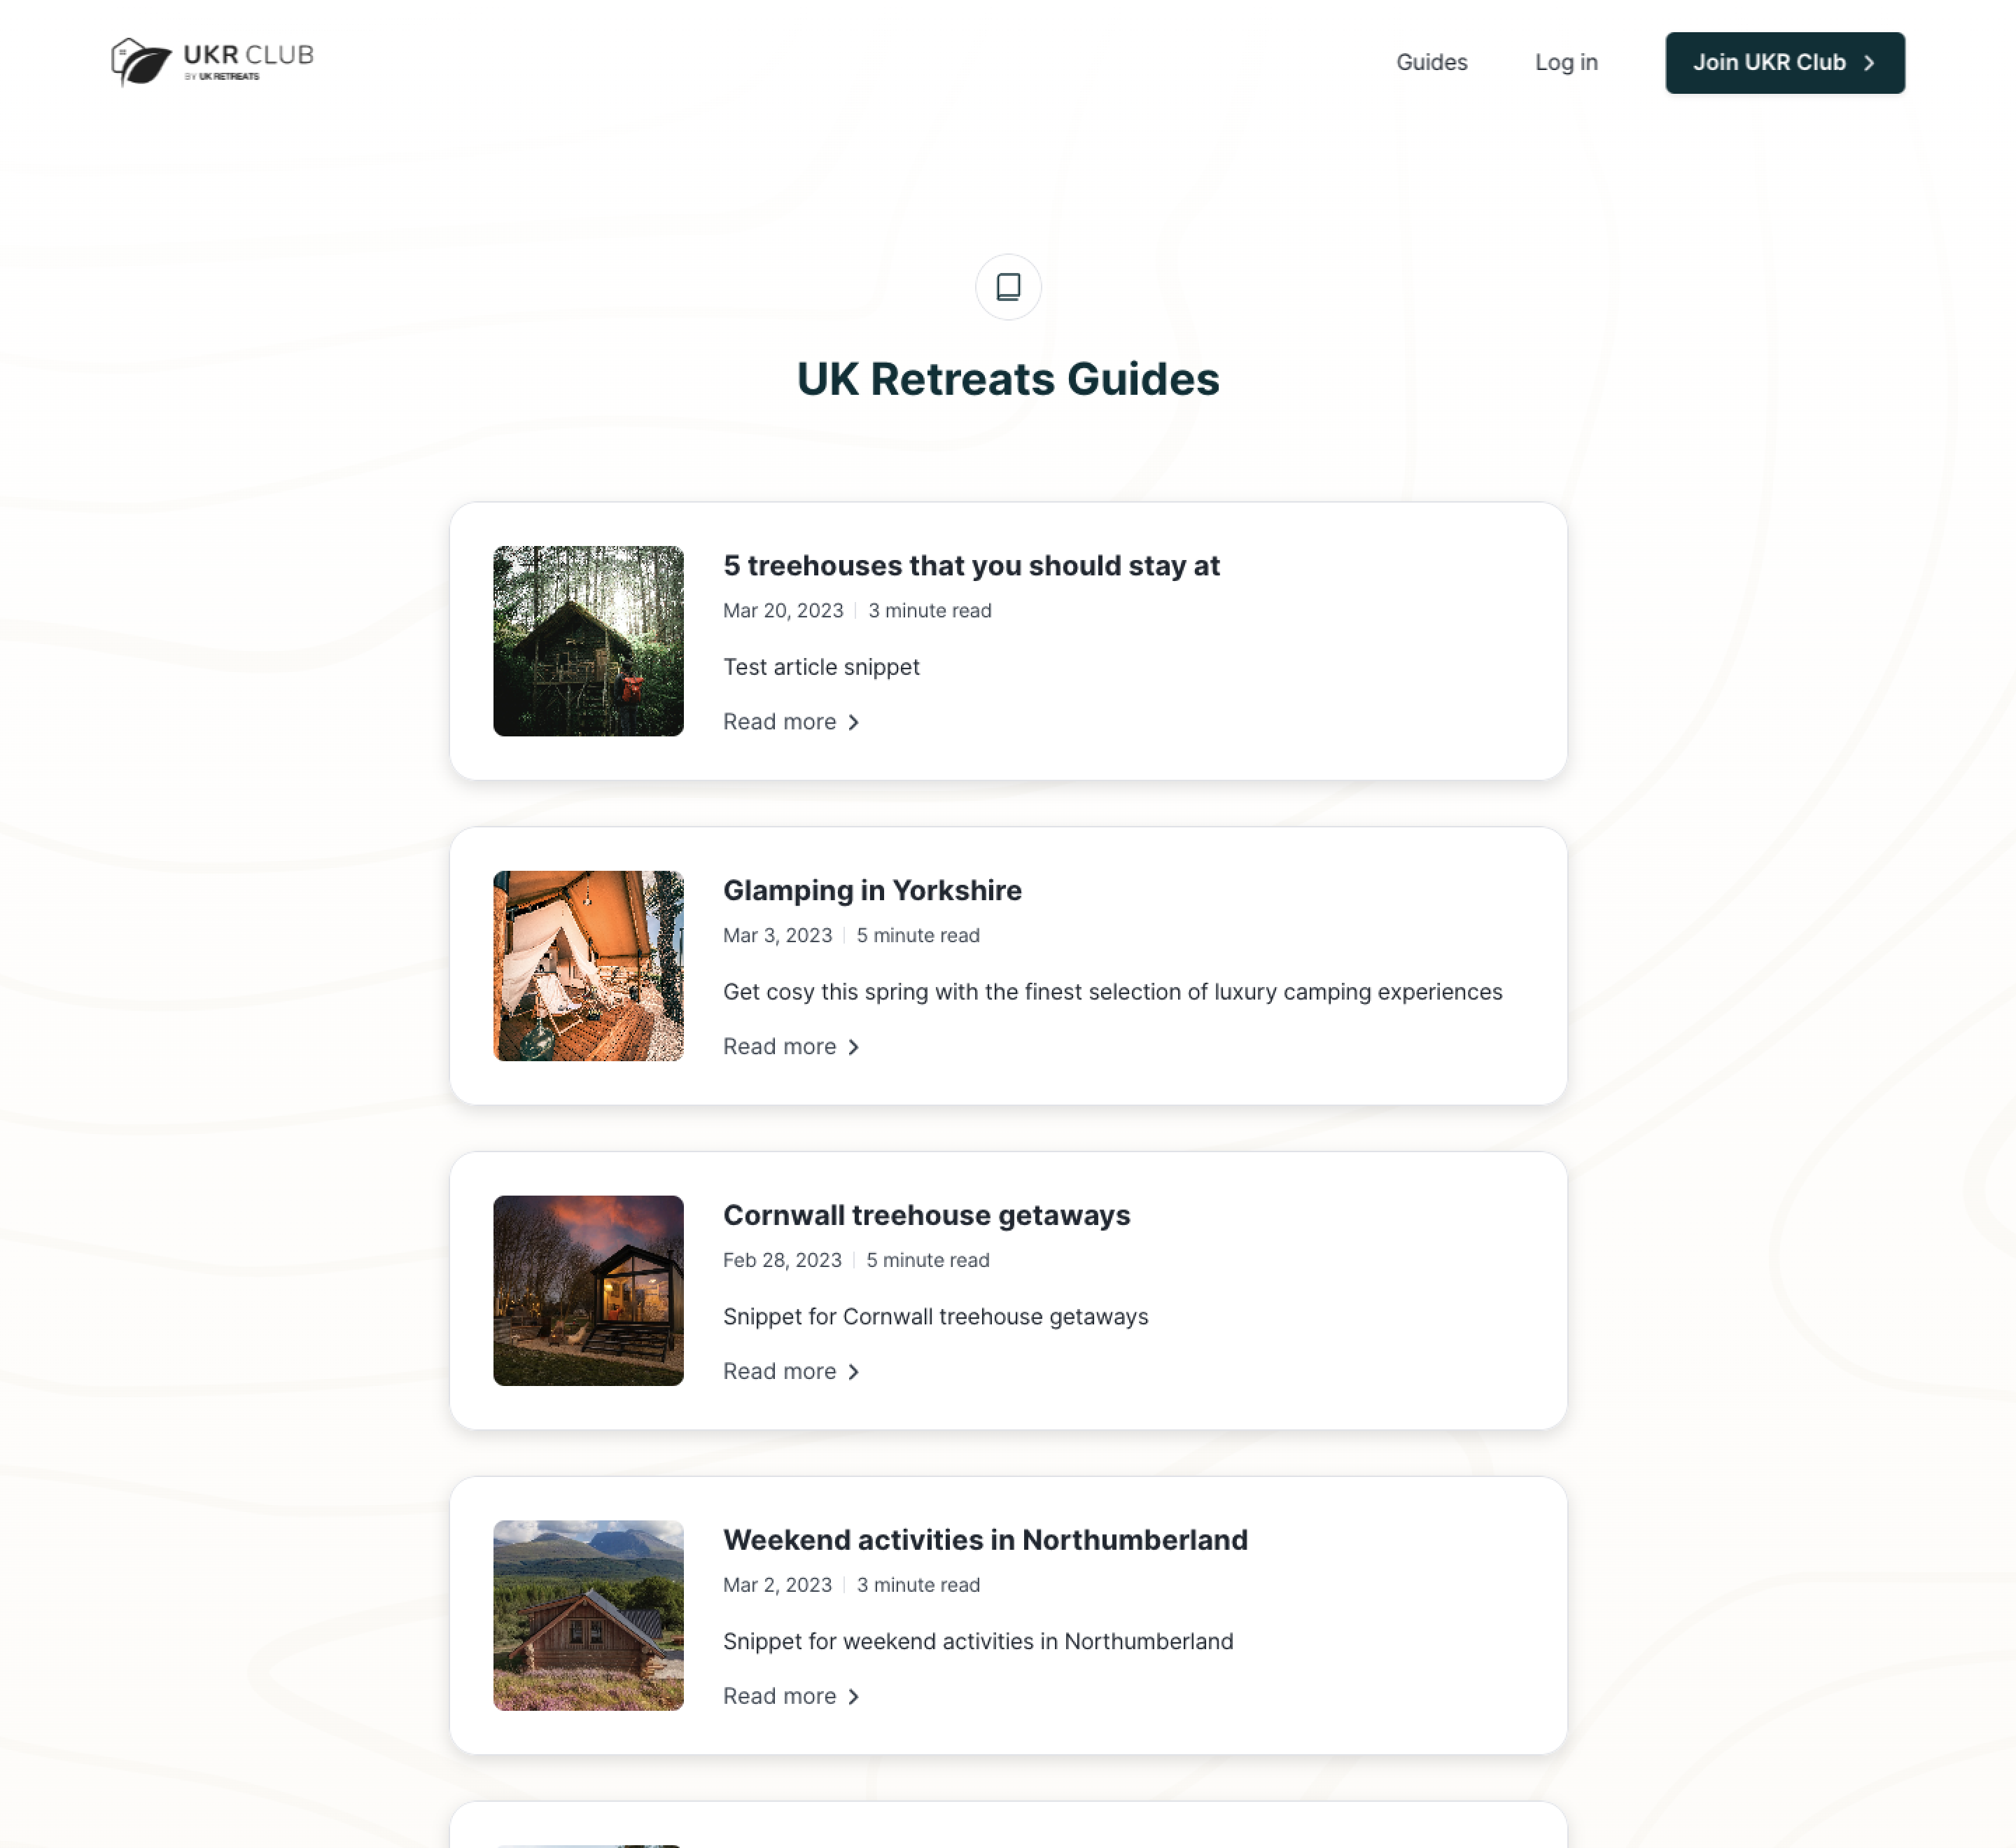 UKR CLUB
BY UK RETREATS
Guides
Log in
Join UKR Club
UK Retreats Guides
5 treehouses that you should stay at
Mar 20, 2023 | 3 minute read
Test article snippet
Read more
Glamping in Yorkshire
Mar 3, 2023 | 5 minute read
Get cosy this spring with the finest selection of luxury camping experiences
Read more
Cornwall treehouse getaways
Feb 28, 2023 | 5 minute read
Snippet for Cornwall treehouse getaways
Read more
Weekend activities in Northumberland
Mar 2, 2023 | 3 minute read
Snippet for weekend activities in Northumberland
Read more